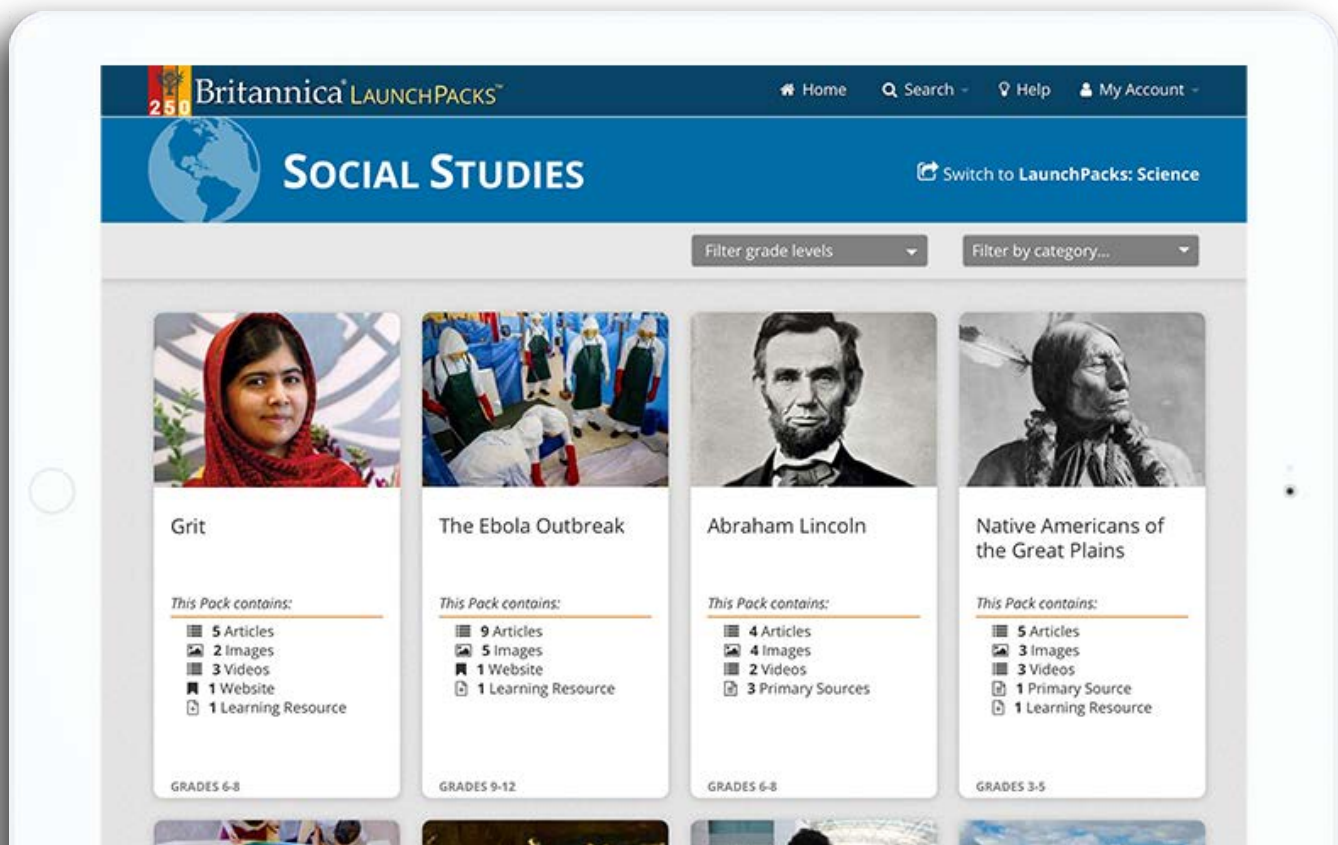 250 Britannica® LAUNCHPACKS™ Home Search Help My Account
SOCIAL STUDIES Switch to LaunchPacks: Science
Filter grade levels Filter by category...
Grit
This Pack contains:
5 Articles
2 Images
3 Videos
1 Website
1 Learning Resource
GRADES 6-8
The Ebola Outbreak
This Pack contains:
9 Articles
5 Images
1 Website
1 Learning Resource
GRADES 9-12
Abraham Lincoln
This Pack contains:
4 Articles
4 Images
2 Videos
3 Primary Sources
GRADES 6-8
Native Americans of
the Great Plains
This Pack contains:
5 Articles
3 Images
3 Videos
1 Primary Source
1 Learning Resource
GRADES 3-5